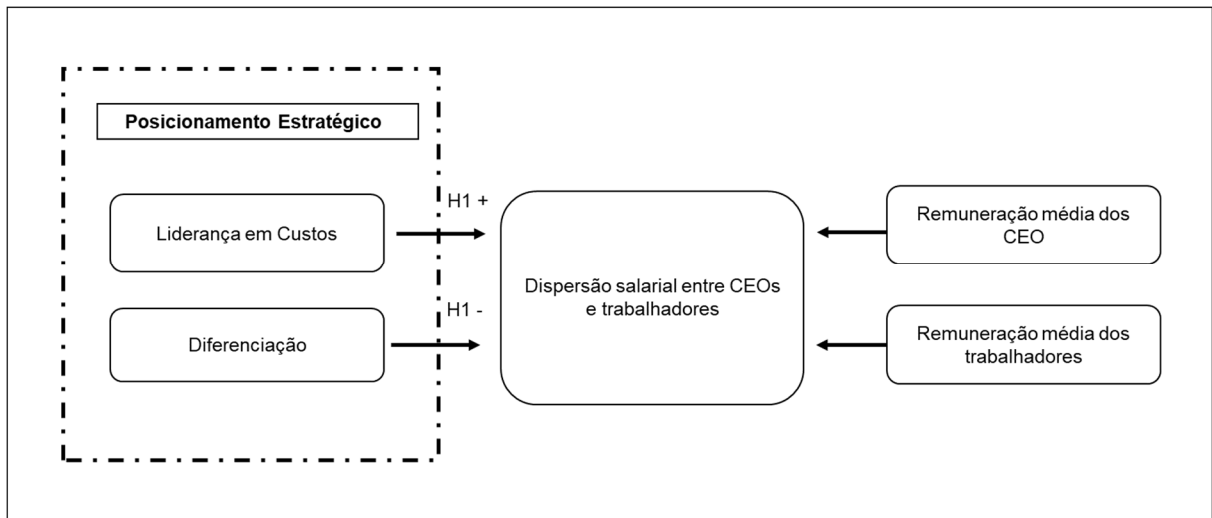 Posicionamento Estratégico
Liderança em Custos
Diferenciação
H1 +
H1 -
Dispersão salarial entre CEOs
e trabalhadores
Remuneração média dos
CEO
Remuneração média dos
trabalhadores